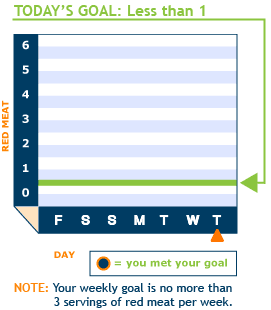 TODAY'S GOAL: Less than 1
6
5
4
3
2
1
0
RED MEAT
F S S M T W T
DAY
= you met your goal
NOTE: Your weekly goal is no more than
3 servings of red meat per week.